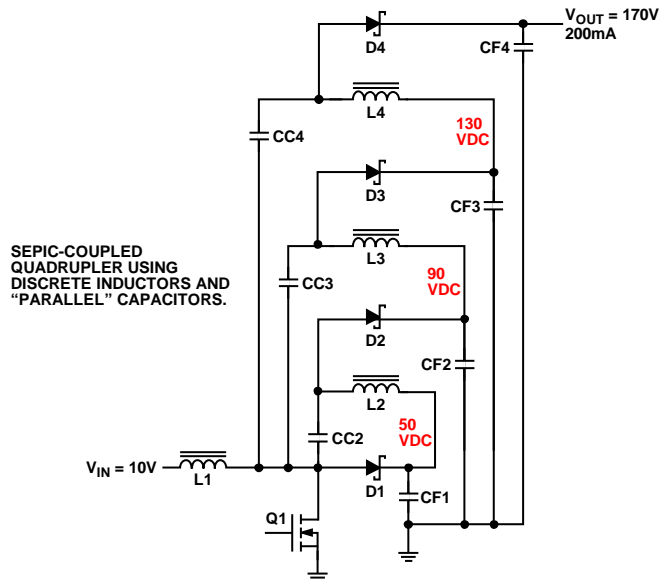 V_OUT = 170V
200mA
D4
CF4
L4
130
VDC
CC4
D3
CF3
SEPIC-COUPLED
QUADRUPLER USING
DISCRETE INDUCTORS AND
“PARALLEL” CAPACITORS.
L3
CC3
90
VDC
D2
CF2
L2
CC2
50
VDC
V_IN = 10V
L1
D1
CF1
Q1